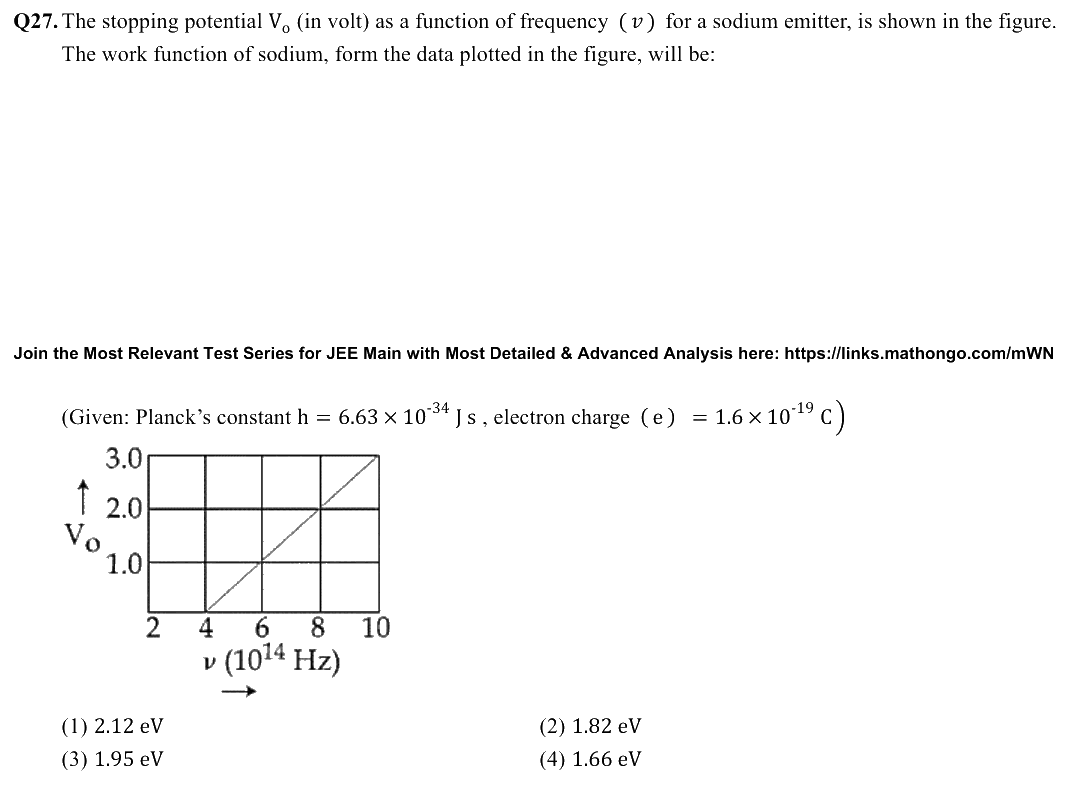 Q27. The stopping potential V₀ (in volt) as a function of frequency (ν) for a sodium emitter, is shown in the figure.
The work function of sodium, form the data plotted in the figure, will be:
Join the Most Relevant Test Series for JEE Main with Most Detailed & Advanced Analysis here: https://links.mathongo.com/mWN
(Given: Planck's constant h = 6.63 × 10⁻³⁴ J s , electron charge (e) = 1.6 × 10⁻¹⁹ C)
3.0
↑ 2.0
V₀
1.0
2 4 6 8 10
ν (10¹⁴ Hz)
→
(1) 2.12 eV (2) 1.82 eV
(3) 1.95 eV (4) 1.66 eV